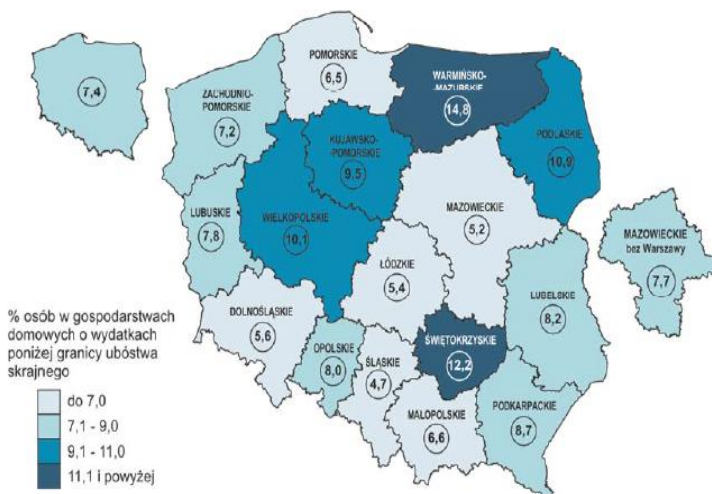 7,4
POMORSKIE
6,5
WARMIŃSKO-
MAZURSKIE
14,8
ZACHODNIO-
POMORSKIE
7,2
KUJAWSKO-
POMORSKIE
9,5
PODLASKIE
10,9
LUBUSKIE
7,8
WIELKOPOLSKIE
10,1
MAZOWIECKIE
5,2
MAZOWIECKIE
bez Warszawy
7,7
ŁÓDZKIE
5,4
LUBELSKIE
8,2
DOLNOŚLĄSKIE
5,6
OPOLSKIE
8,0
ŚLĄSKIE
4,7
ŚWIĘTOKRZYSKIE
12,2
MAŁOPOLSKIE
6,6
PODKARPACKIE
8,7
% osób w gospodarstwach
domowych o wydatkach
poniżej granicy ubóstwa
skrajnego
do 7,0
7,1 - 9,0
9,1 - 11,0
11,1 i powyżej